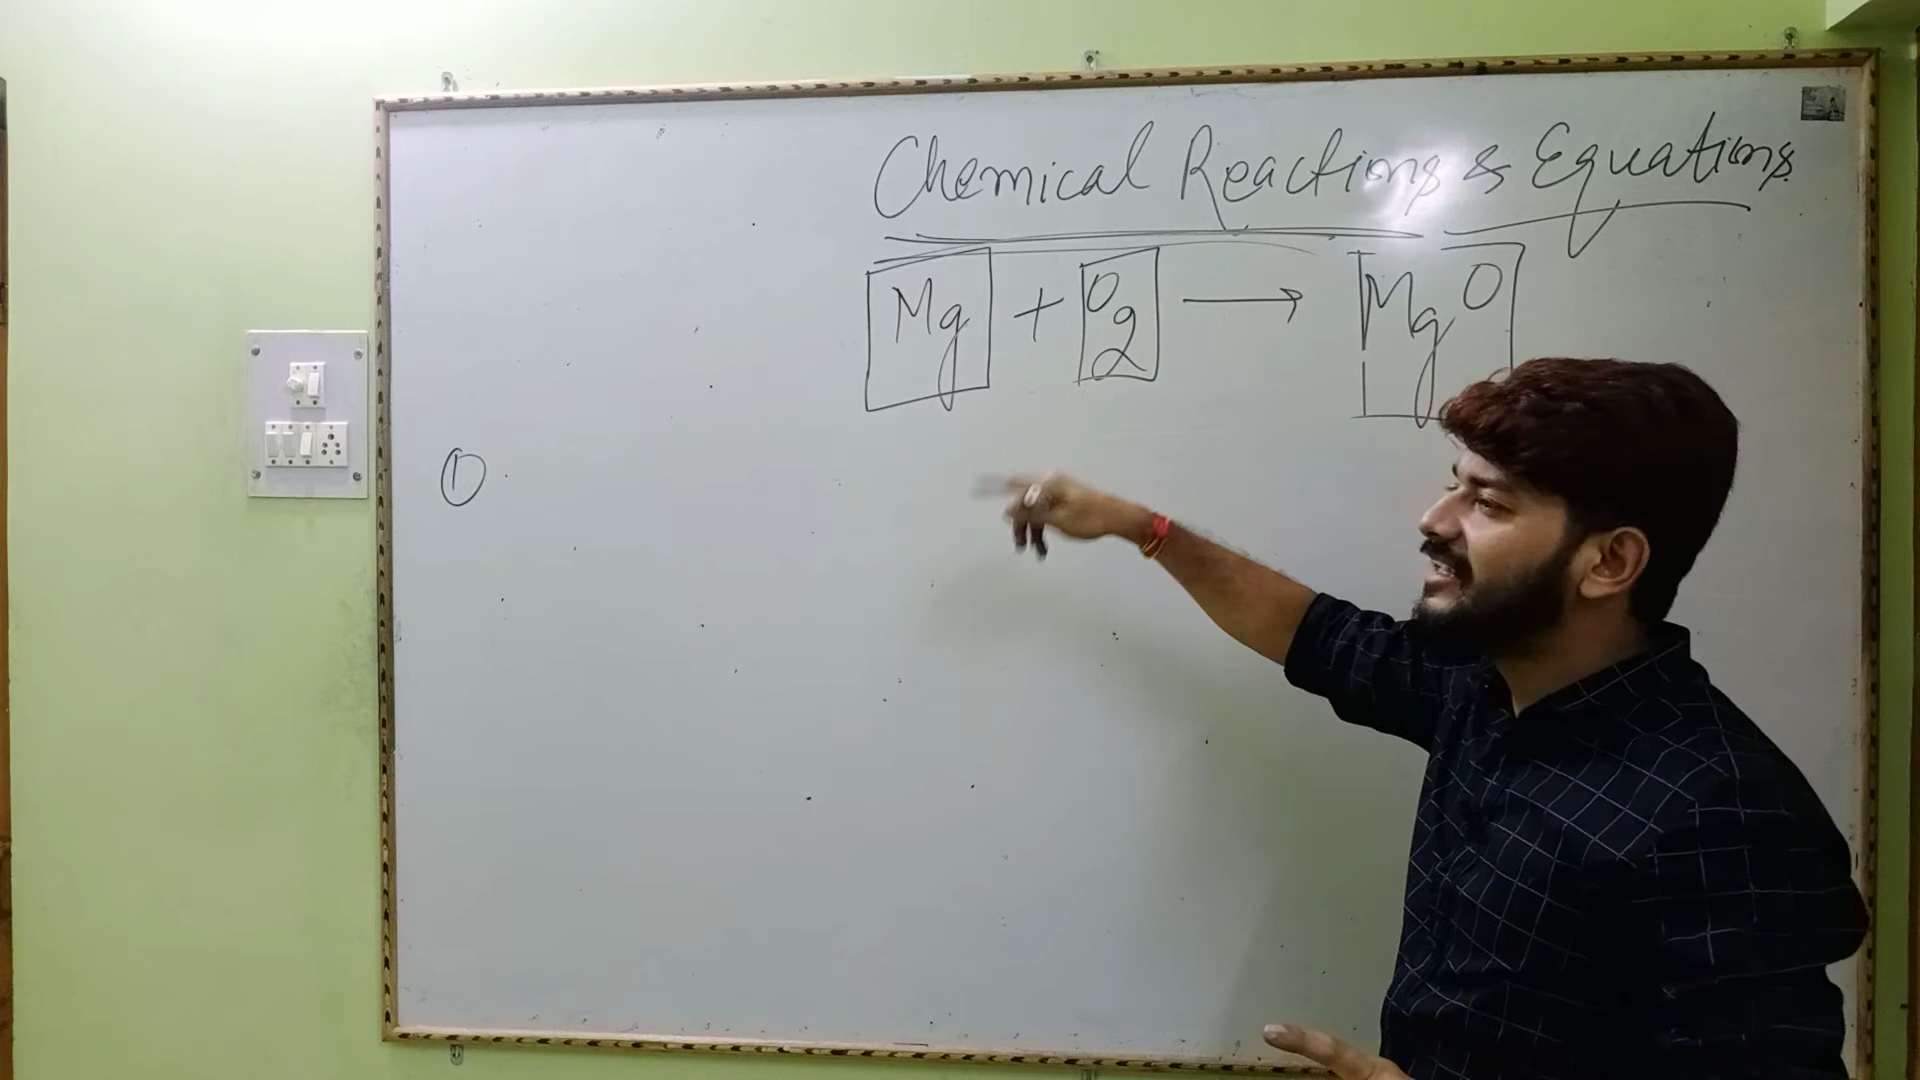 Chemical Reactions & Equations
Mg + O2 → MgO
①